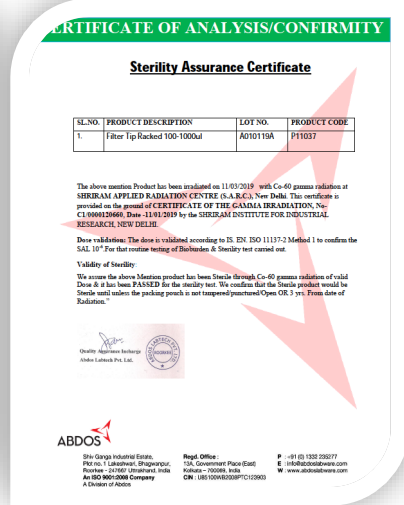 ERTIFICATE OF ANALYSIS/CONFIRMITY
Sterility Assurance Certificate
SL.NO. PRODUCT DESCRIPTION LOT NO. PRODUCT CODE
1. Filter Tip Racked 100-1000ul A010119A P11037
The above mention Product has been irradiated on 11/03/2019 with Co-60 gamma radiation at
SHRIRAM APPLIED RADIATION CENTRE (S.A.R.C.), New Delhi. This certificate is
provided on the ground of CERTIFICATE OF THE GAMMA IRRADIATION, No-
C1/0000120660, Date -11/01/2019 by the SHRIRAM INSTITUTE FOR INDUSTRIAL
RESEARCH, NEW DELHI.
Dose validation: The dose is validated according to IS. EN. ISO 11137-2 Method 1 to confirm the
SAL 10⁻⁶.For that routine testing of Bioburden & Sterility test carried out.
Validity of Sterility:
We assure the above Mention product has been Sterile through Co-60 gamma radiation of valid
Dose & it has been PASSED for the sterility test. We confirm that the Sterile product would be
Sterile until unless the packing pouch is not tampered/punctured/Open OR 3 yrs. From date of
Radiation."
Quality Assurance Incharge
Abdos Labtech Pvt. Ltd.
ABDOS LABTECH PVT. LTD.
ROORKEE
ABDOS
Shiv Ganga Industrial Estate,
Plot no. 1 Lakeshwari, Bhagwanpur,
Roorkee - 247667 Uttrakhand, India
An ISO 9001:2008 Company
A Division of Abdos
Regd. Office :
13A, Government Place (East)
Kolkata – 700069, India
CIN : U85100WB2008PTC123903
P : +91 (0) 1332 235277
E : info@abdoslabware.com
W : www.abdoslabware.com